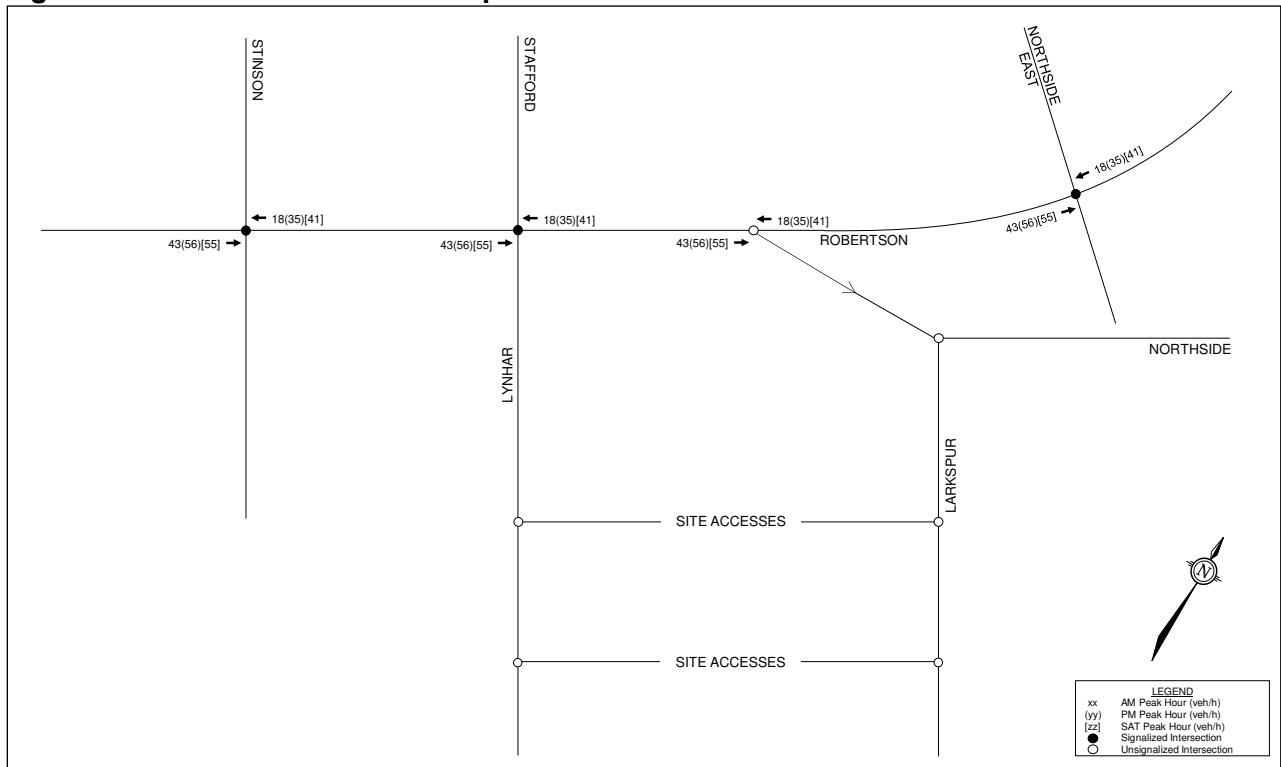 STINSON
STAFFORD
NORTHSIDE
EAST
18(35)[41]
43(56)[55]
18(35)[41]
43(56)[55]
18(35)[41]
43(56)[55]
18(35)[41]
43(56)[55]
ROBERTSON
NORTHSIDE
LYNHAR
LARKSPUR
SITE ACCESSES
SITE ACCESSES
N
LEGEND
xx AM Peak Hour (veh/h)
(yy) PM Peak Hour (veh/h)
[zz] SAT Peak Hour (veh/h)
Signalized Intersection
Unsignalized Intersection